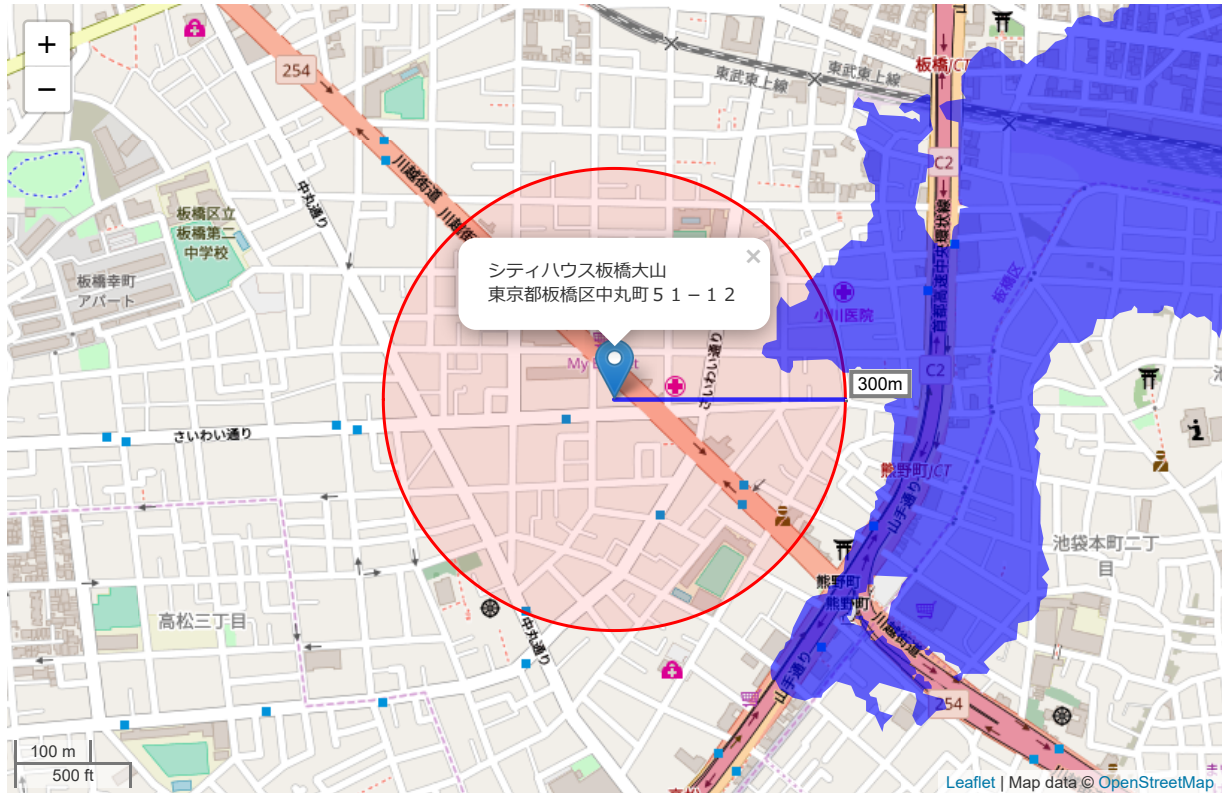 +
−
254
東武東上線
東武東上線
板橋JCT
C2
川越街道
中丸通り
板橋区立
板橋第二
中学校
板橋幸町
アパート
首都高速中央環状線
板橋区
×
シティハウス板橋大山
東京都板橋区中丸町５１－１２
小川医院
さいわい通り
C2
300m
さいわい通り
熊野町JCT
山手通り
池袋本町二丁
目
熊野町
熊野町
高松三丁目
川越街道
中丸通り
山手通り
254
100 m
500 ft
Leaflet | Map data © OpenStreetMap